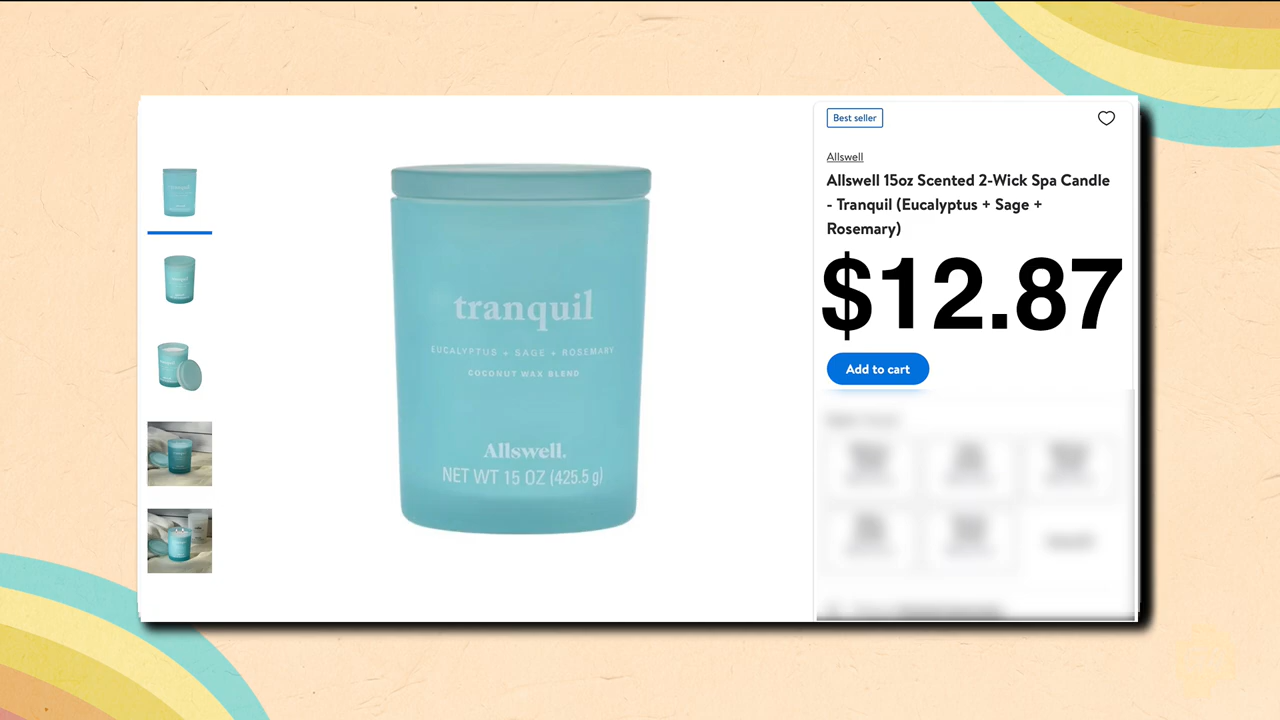 tranquil
EUCALYPTUS + SAGE + ROSEMARY
COCONUT WAX BLEND
Allswell.
NET WT 15 OZ (425.5 g)
Best seller
Allswell
Allswell 15oz Scented 2-Wick Spa Candle
- Tranquil (Eucalyptus + Sage +
Rosemary)
$12.87
Add to cart